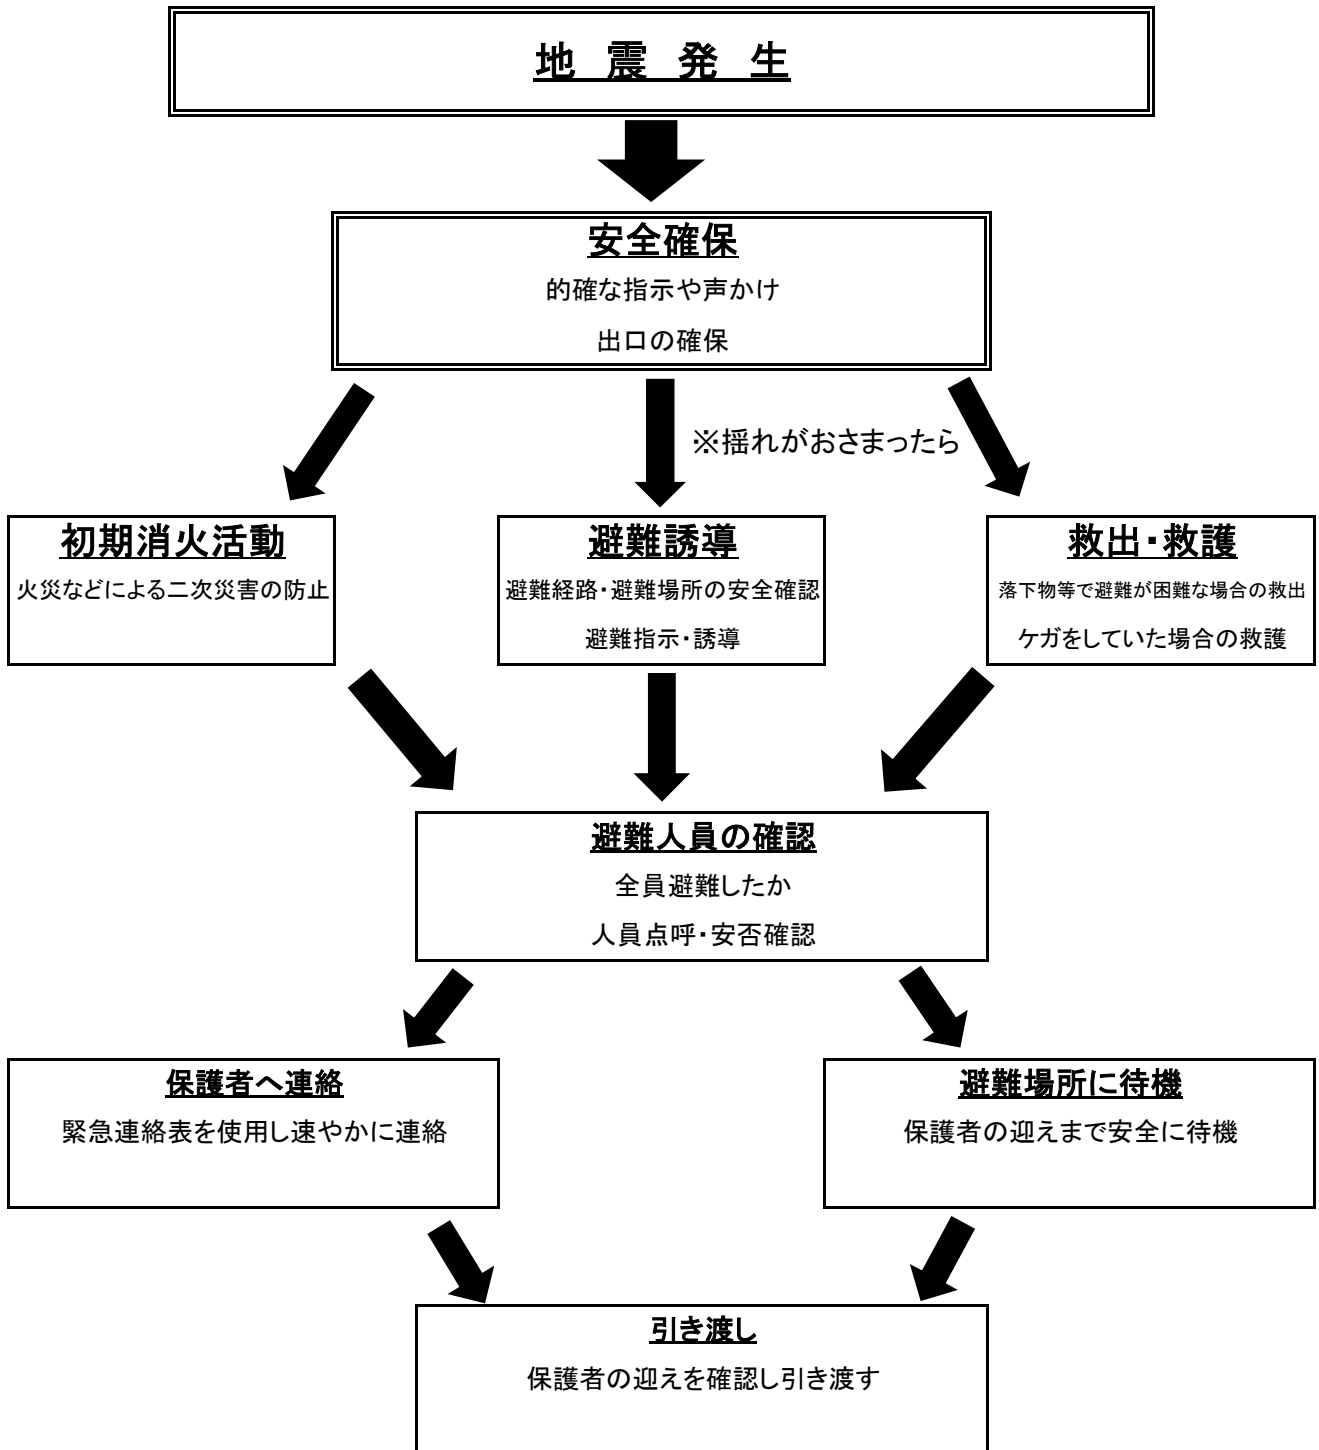 地　震　発　生
安全確保
的確な指示や声かけ
出口の確保
※揺れがおさまったら
初期消火活動
火災などによる二次災害の防止
避難誘導
避難経路・避難場所の安全確認
避難指示・誘導
救出・救護
落下物等で避難が困難な場合の救出
ケガをしていた場合の救護
避難人員の確認
全員避難したか
人員点呼・安否確認
保護者へ連絡
緊急連絡表を使用し速やかに連絡
避難場所に待機
保護者の迎えまで安全に待機
引き渡し
保護者の迎えを確認し引き渡す